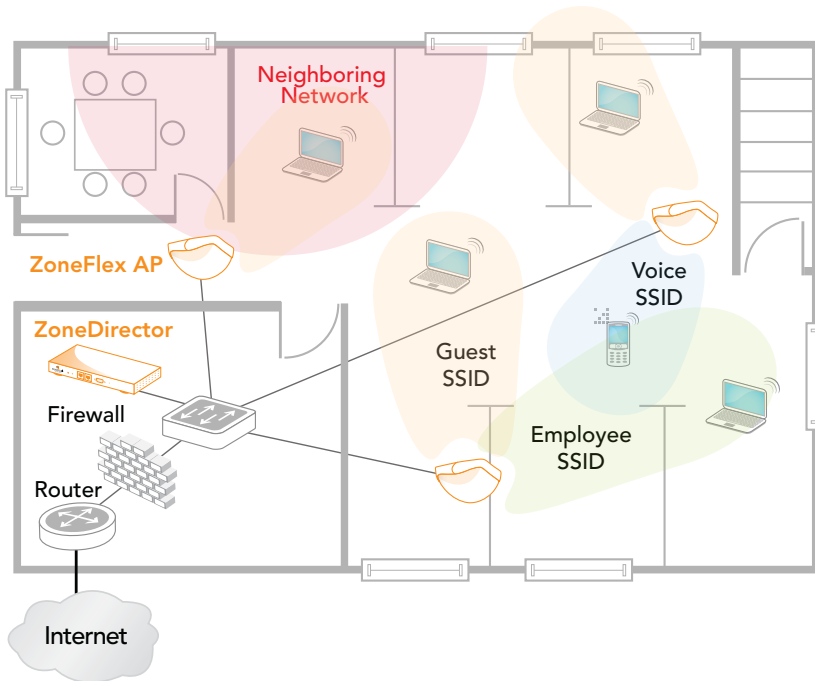 Neighboring
Network
ZoneFlex AP
Voice
SSID
ZoneDirector
Guest
SSID
Firewall
Employee
SSID
Router
Internet